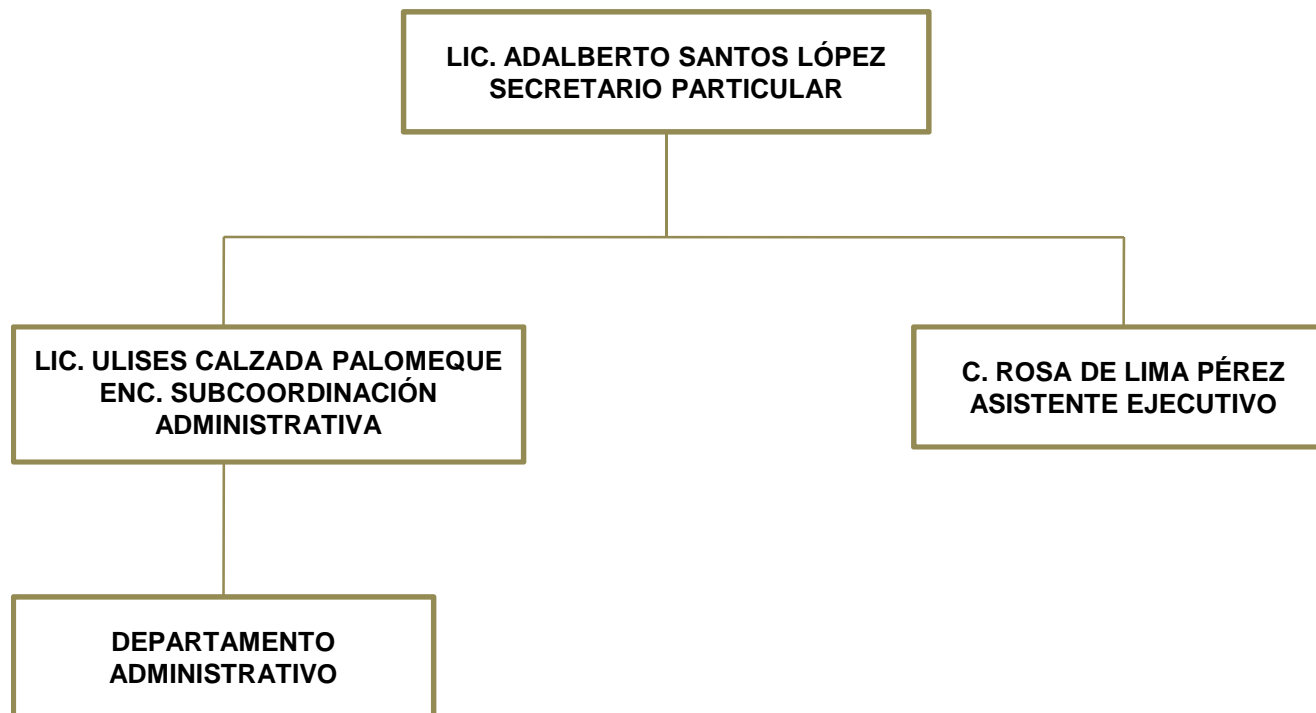 LIC. ADALBERTO SANTOS LÓPEZ
SECRETARIO PARTICULAR
LIC. ULISES CALZADA PALOMEQUE
ENC. SUBCOORDINACIÓN
ADMINISTRATIVA
C. ROSA DE LIMA PÉREZ
ASISTENTE EJECUTIVO
DEPARTAMENTO
ADMINISTRATIVO